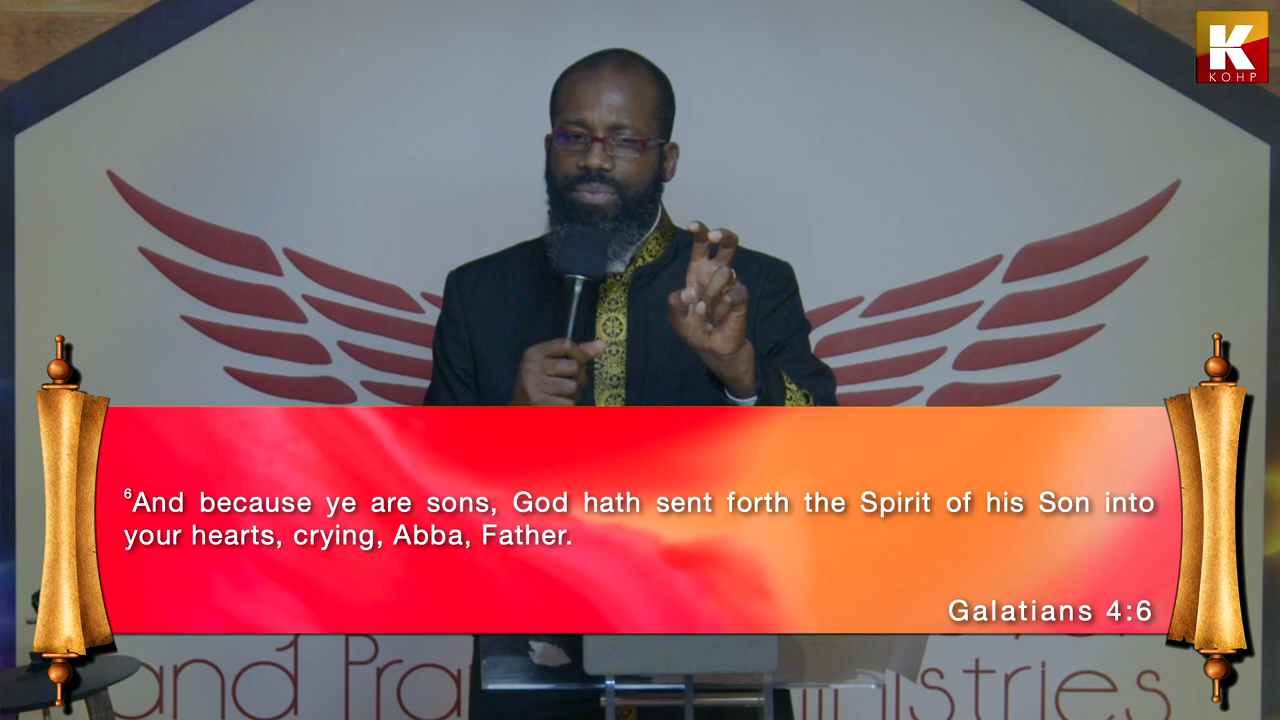 K
KOHP
⁶And because ye are sons, God hath sent forth the Spirit of his Son into
your hearts, crying, Abba, Father.
Galatians 4:6
and